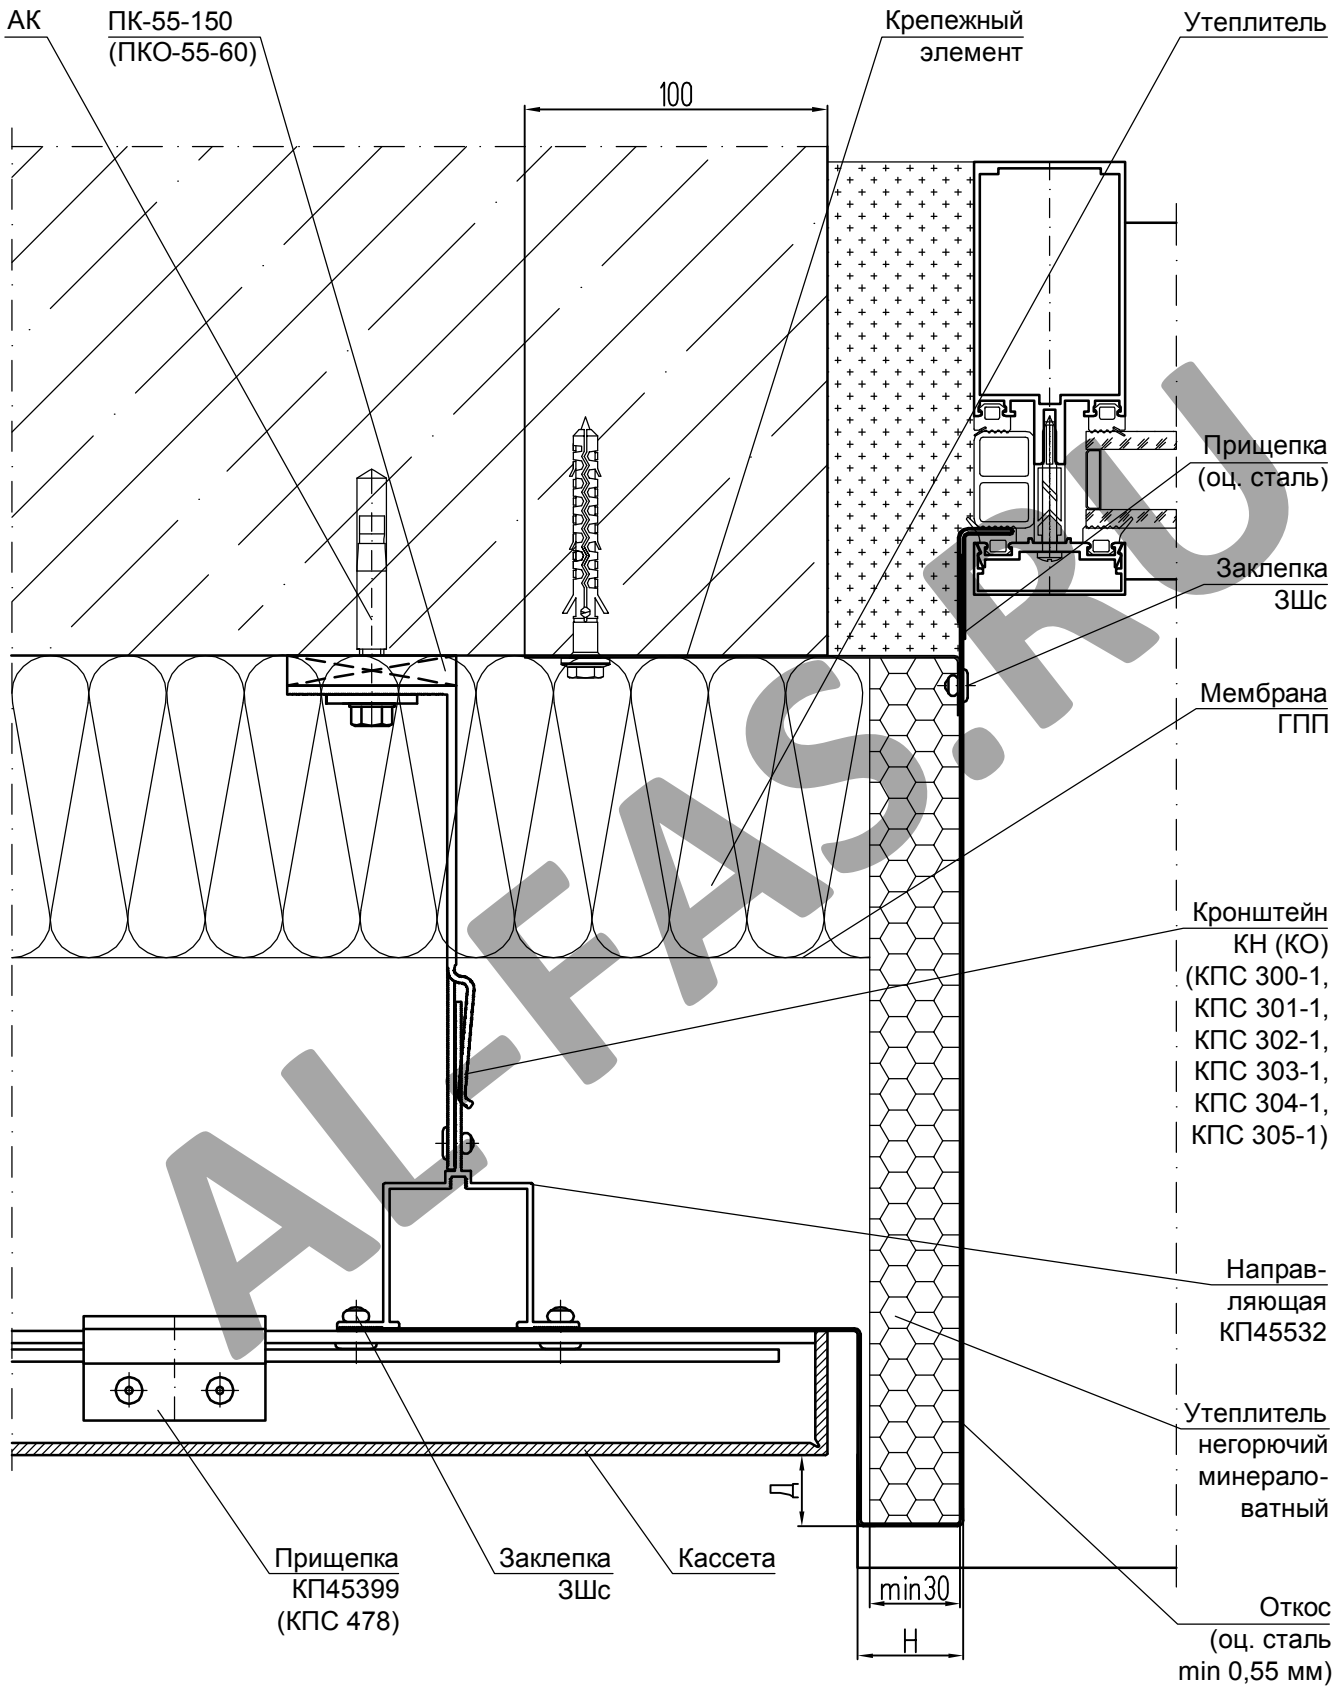 АК
ПК-55-150
(ПКО-55-60)
Крепежный
элемент
Утеплитель
100
Прищепка
(оц. сталь)
Заклепка
ЗШс
Мембрана
ГПП
Кронштейн
КН (КО)
(КПС 300-1,
КПС 301-1,
КПС 302-1,
КПС 303-1,
КПС 304-1,
КПС 305-1)
Направ-
ляющая
КП45532
Утеплитель
негорючий
минерало-
ватный
Д
Прищепка
КП45399
(КПС 478)
Заклепка
ЗШс
Кассета
min30
Н
Откос
(оц. сталь
min 0,55 мм)
AL-FAS.RU